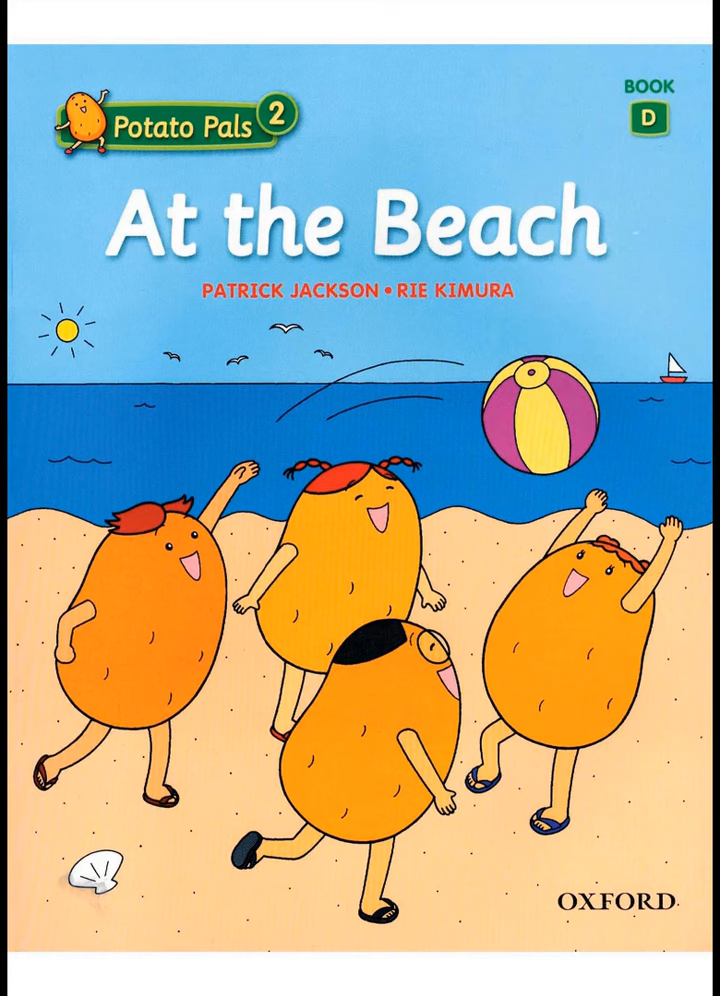 BOOK
D
Potato Pals 2
At the Beach
PATRICK JACKSON • RIE KIMURA
OXFORD